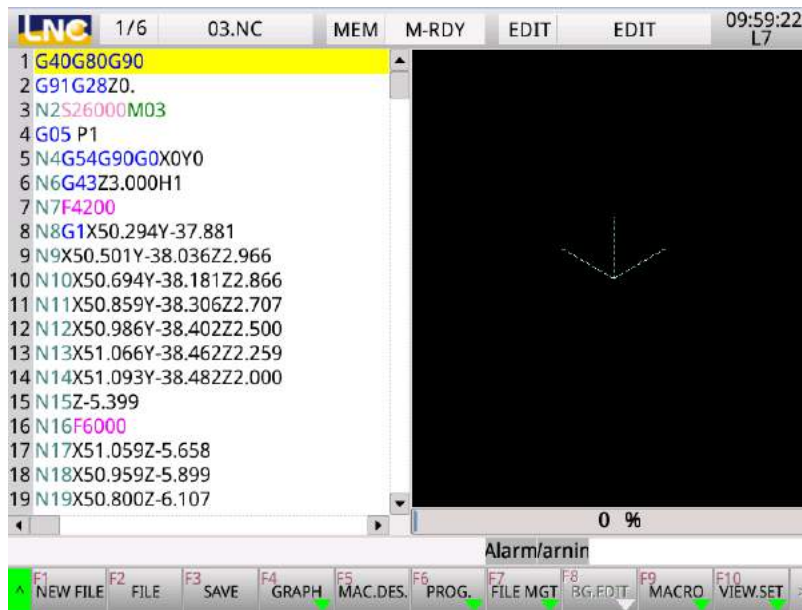 LNC 1/6 03.NC MEM M-RDY EDIT EDIT 09:59:22
L7
1 G40G80G90
2 G91G28Z0.
3 N2S26000M03
4 G05 P1
5 N4G54G90G0X0Y0
6 N6G43Z3.000H1
7 N7F4200
8 N8G1X50.294Y-37.881
9 N9X50.501Y-38.036Z2.966
10 N10X50.694Y-38.181Z2.866
11 N11X50.859Y-38.306Z2.707
12 N12X50.986Y-38.402Z2.500
13 N13X51.066Y-38.462Z2.259
14 N14X51.093Y-38.482Z2.000
15 N15Z-5.399
16 N16F6000
17 N17X51.059Z-5.658
18 N18X50.959Z-5.899
19 N19X50.800Z-6.107
0 %
Alarm/arnin
^ F1 NEW FILE F2 FILE F3 SAVE F4 GRAPH F5 MAC.DES. F6 PROG. F7 FILE MGT F8 BG.EDIT F9 MACRO F10 VIEW.SET >